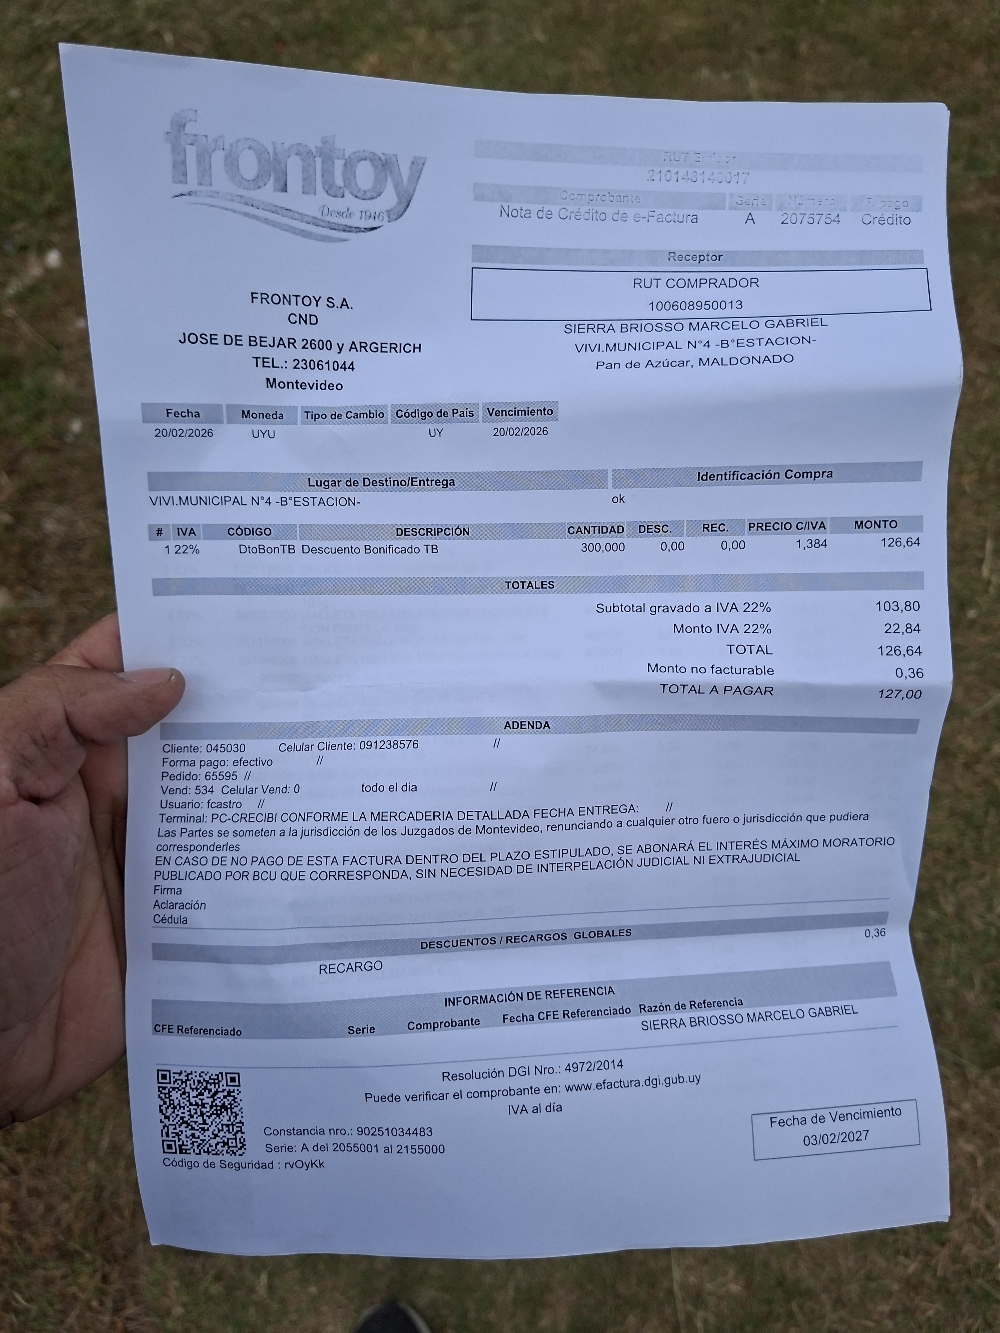 frontoy
Desde 1946
RUT Emisor
210148140017
Comprobante Serie Número F. pago
Nota de Crédito de e-Factura A 2075754 Crédito
Receptor
RUT COMPRADOR
100608950013
SIERRA BRIOSSO MARCELO GABRIEL
VIVI.MUNICIPAL N°4 -B°ESTACION-
Pan de Azúcar, MALDONADO
FRONTOY S.A.
CND
JOSE DE BEJAR 2600 y ARGERICH
TEL.: 23061044
Montevideo
Fecha Moneda Tipo de Cambio Código de País Vencimiento
20/02/2026 UYU UY 20/02/2026
Lugar de Destino/Entrega Identificación Compra
VIVI.MUNICIPAL N°4 -B°ESTACION- ok
# IVA CÓDIGO DESCRIPCIÓN CANTIDAD DESC. REC. PRECIO C/IVA MONTO
1 22% DtoBonTB Descuento Bonificado TB 300,000 0,00 0,00 1,384 126,64
TOTALES
Subtotal gravado a IVA 22% 103,80
Monto IVA 22% 22,84
TOTAL 126,64
Monto no facturable 0,36
TOTAL A PAGAR 127,00
ADENDA
Cliente: 045030 Celular Cliente: 091238576 //
Forma pago: efectivo //
Pedido: 65595 //
Vend: 534 Celular Vend: 0 todo el dia //
Usuario: fcastro //
Terminal: PC-CRECIBI CONFORME LA MERCADERIA DETALLADA FECHA ENTREGA: //
Las Partes se someten a la jurisdicción de los Juzgados de Montevideo, renunciando a cualquier otro fuero o jurisdicción que pudiera
corresponderles
EN CASO DE NO PAGO DE ESTA FACTURA DENTRO DEL PLAZO ESTIPULADO, SE ABONARÁ EL INTERÉS MÁXIMO MORATORIO
PUBLICADO POR BCU QUE CORRESPONDA, SIN NECESIDAD DE INTERPELACIÓN JUDICIAL NI EXTRAJUDICIAL
Firma
Aclaración
Cédula
DESCUENTOS / RECARGOS GLOBALES
RECARGO 0,36
INFORMACIÓN DE REFERENCIA
CFE Referenciado Serie Comprobante Fecha CFE Referenciado Razón de Referencia
SIERRA BRIOSSO MARCELO GABRIEL
Resolución DGI Nro.: 4972/2014
Puede verificar el comprobante en: www.efactura.dgi.gub.uy
IVA al día
Constancia nro.: 90251034483
Serie: A del 2055001 al 2155000
Código de Seguridad : rvOyKk
Fecha de Vencimiento
03/02/2027